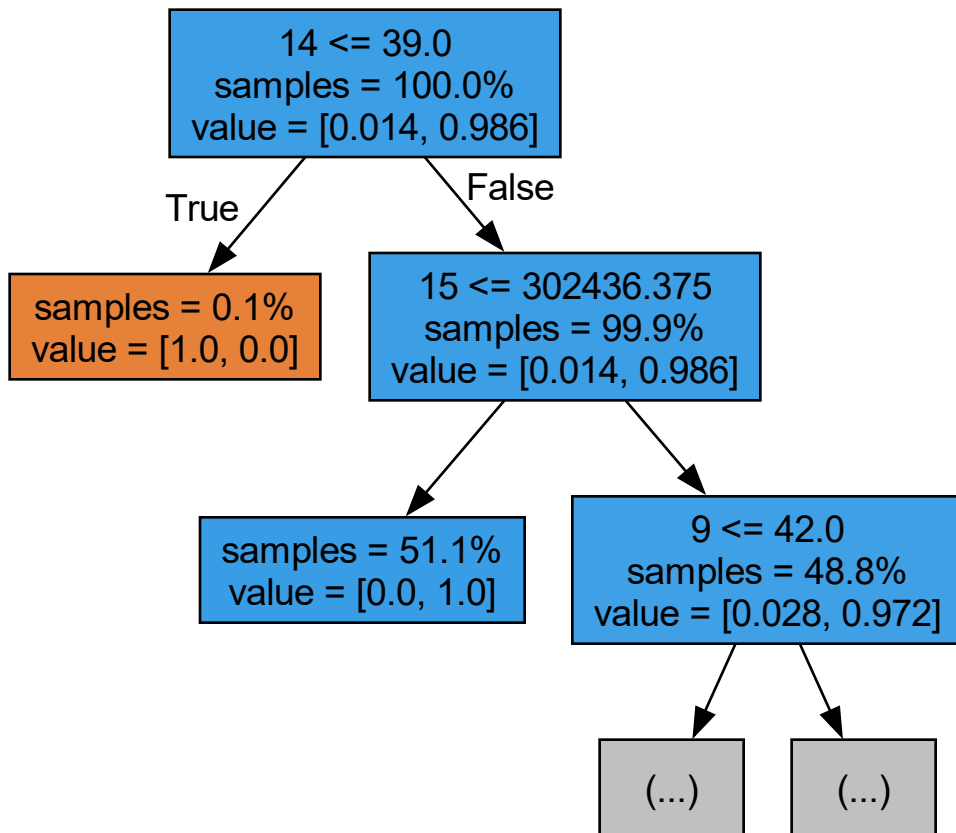 14 <= 39.0
samples = 100.0%
value = [0.014, 0.986]
True
False
samples = 0.1%
value = [1.0, 0.0]
15 <= 302436.375
samples = 99.9%
value = [0.014, 0.986]
samples = 51.1%
value = [0.0, 1.0]
9 <= 42.0
samples = 48.8%
value = [0.028, 0.972]
(...)
(...)